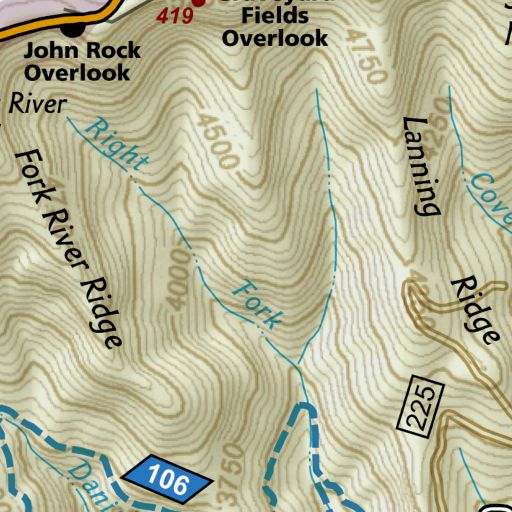 419
Fields
Overlook
John Rock
Overlook
River
4750
Right
4500
Lanning
Fork River Ridge
Cove
4000
Fork
Ridge
225
3750
106
Dani